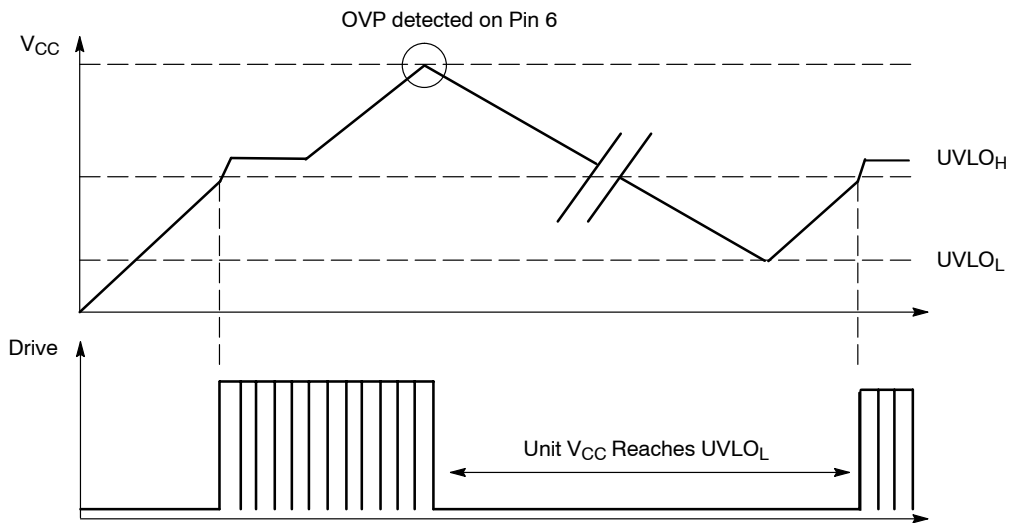 OVP detected on Pin 6
VCC
UVLOH
UVLOL
Drive
Unit VCC Reaches UVLOL